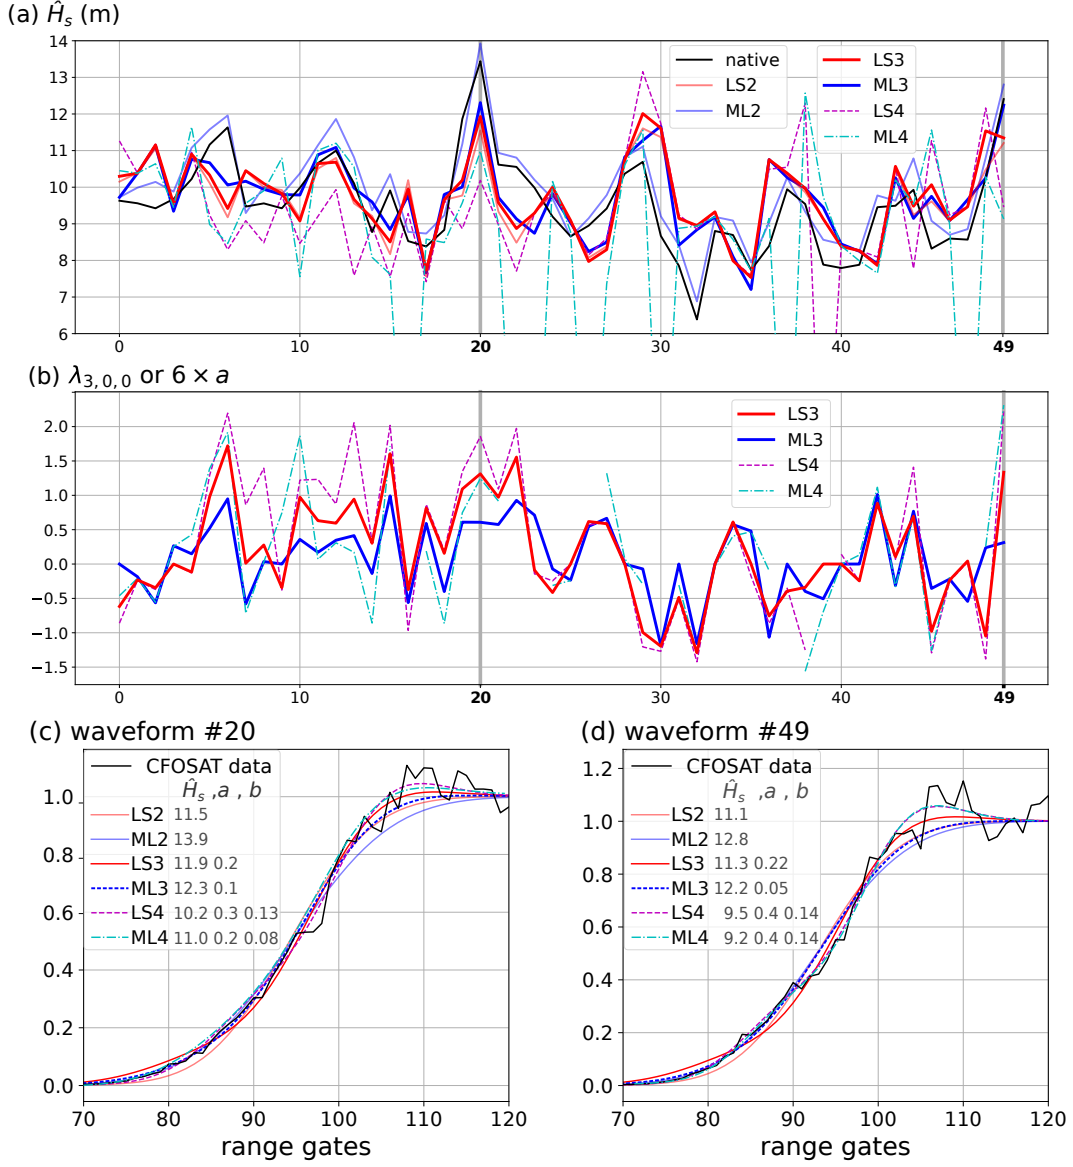 (a) Ĥs (m)
14
13
12
11
10
9
8
7
6
native
LS2
ML2
LS3
ML3
LS4
ML4
0 10 20 30 40 49
(b) λ3,0,0 or 6 × a
2.0
1.5
1.0
0.5
0.0
−0.5
−1.0
−1.5
LS3
ML3
LS4
ML4
0 10 20 30 40 49
(c) waveform #20
CFOSAT data
Ĥs ,a , b
LS2 11.5
ML2 13.9
LS3 11.9 0.2
ML3 12.3 0.1
LS4 10.2 0.3 0.13
ML4 11.0 0.2 0.08
1.0
0.8
0.6
0.4
0.2
0.0
70 80 90 100 110 120
range gates
(d) waveform #49
CFOSAT data
Ĥs ,a , b
LS2 11.1
ML2 12.8
LS3 11.3 0.22
ML3 12.2 0.05
LS4 9.5 0.4 0.14
ML4 9.2 0.4 0.14
1.2
1.0
0.8
0.6
0.4
0.2
0.0
70 80 90 100 110 120
range gates